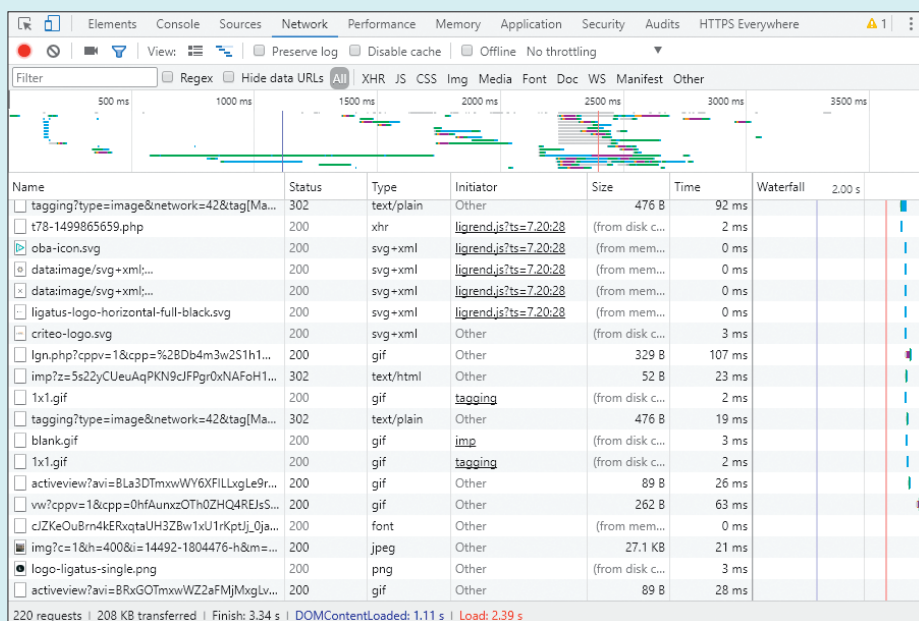 Elements Console Sources Network Performance Memory Application Security Audits HTTPS Everywhere 1
View: Preserve log Disable cache Offline No throttling
Filter Regex Hide data URLs All XHR JS CSS Img Media Font Doc WS Manifest Other
500 ms 1000 ms 1500 ms 2000 ms 2500 ms 3000 ms 3500 ms
Name Status Type Initiator Size Time Waterfall 2.00 s
tagging?type=image&network=42&tag[Ma... 302 text/plain Other 476 B 92 ms
t78-1499865659.php 200 xhr ligrend.js?ts=7.20:28 (from disk c... 2 ms
oba-icon.svg 200 svg+xml ligrend.js?ts=7.20:28 (from mem... 0 ms
data:image/svg+xml;... 200 svg+xml ligrend.js?ts=7.20:28 (from mem... 0 ms
data:image/svg+xml;... 200 svg+xml ligrend.js?ts=7.20:28 (from mem... 0 ms
ligatus-logo-horizontal-full-black.svg 200 svg+xml ligrend.js?ts=7.20:28 (from mem... 0 ms
criteo-logo.svg 200 svg+xml Other (from disk c... 3 ms
lgn.php?cppv=1&cpp=%2BDb4m3w2S1h1... 200 gif Other 329 B 107 ms
imp?z=5s22yCUeuAqPKN9cJFPgr0xNAFoH1... 302 text/html Other 52 B 23 ms
1x1.gif 200 gif tagging (from disk c... 2 ms
tagging?type=image&network=42&tag[Ma... 302 text/plain Other 476 B 19 ms
blank.gif 200 gif imp (from disk c... 3 ms
1x1.gif 200 gif tagging (from disk c... 2 ms
activeview?avi=BLa3DTmxwWY6XFILLxgLe9r... 200 gif Other 89 B 26 ms
vw?cppv=1&cpp=0hfAunxzOTh0ZHQ4REJsS... 200 gif Other 262 B 63 ms
cJZKeOuBrn4kERxqtaUH3ZBw1xU1rKptJj_0ja... 200 font Other (from mem... 0 ms
img?c=1&h=400&i=14492-1804476-h&m=... 200 jpeg Other 27.1 KB 21 ms
logo-ligatus-single.png 200 png Other (from disk c... 3 ms
activeview?avi=BRxGOTmxwWZ2aFMjMxgLv... 200 gif Other 89 B 28 ms
220 requests | 208 KB transferred | Finish: 3.34 s | DOMContentLoaded: 1.11 s | Load: 2.39 s